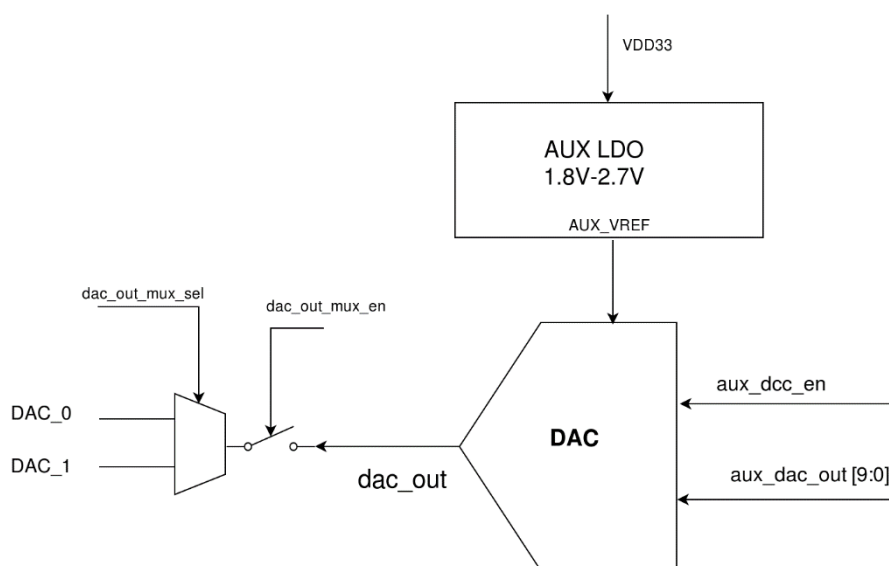 VDD33
AUX LDO
1.8V-2.7V
AUX_VREF
dac_out_mux_sel
dac_out_mux_en
aux_dcc_en
DAC_0
DAC
DAC_1
dac_out
aux_dac_out [9:0]